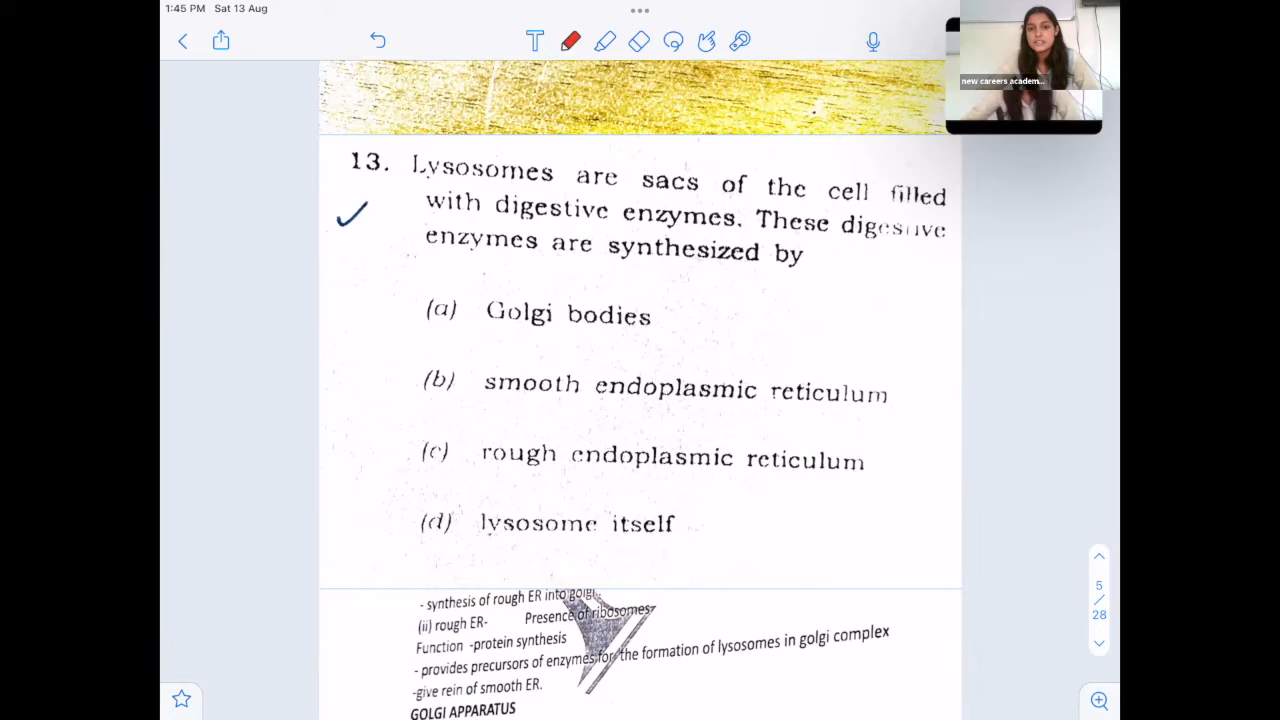 1:45 PM Sat 13 Aug
new careers academ...
13. Lysosomes are sacs of the cell filled
with digestive enzymes. These digestive
enzymes are synthesized by
(a) Golgi bodies
(b) smooth endoplasmic reticulum
(c) rough endoplasmic reticulum
(d) lysosome itself
- synthesis of rough ER into golgi.
(ii) rough ER- Presence of ribosomes
Function -protein synthesis
- provides precursors of enzymes for the formation of lysosomes in golgi complex
-give rein of smooth ER.
GOLGI APPARATUS
5
/
28